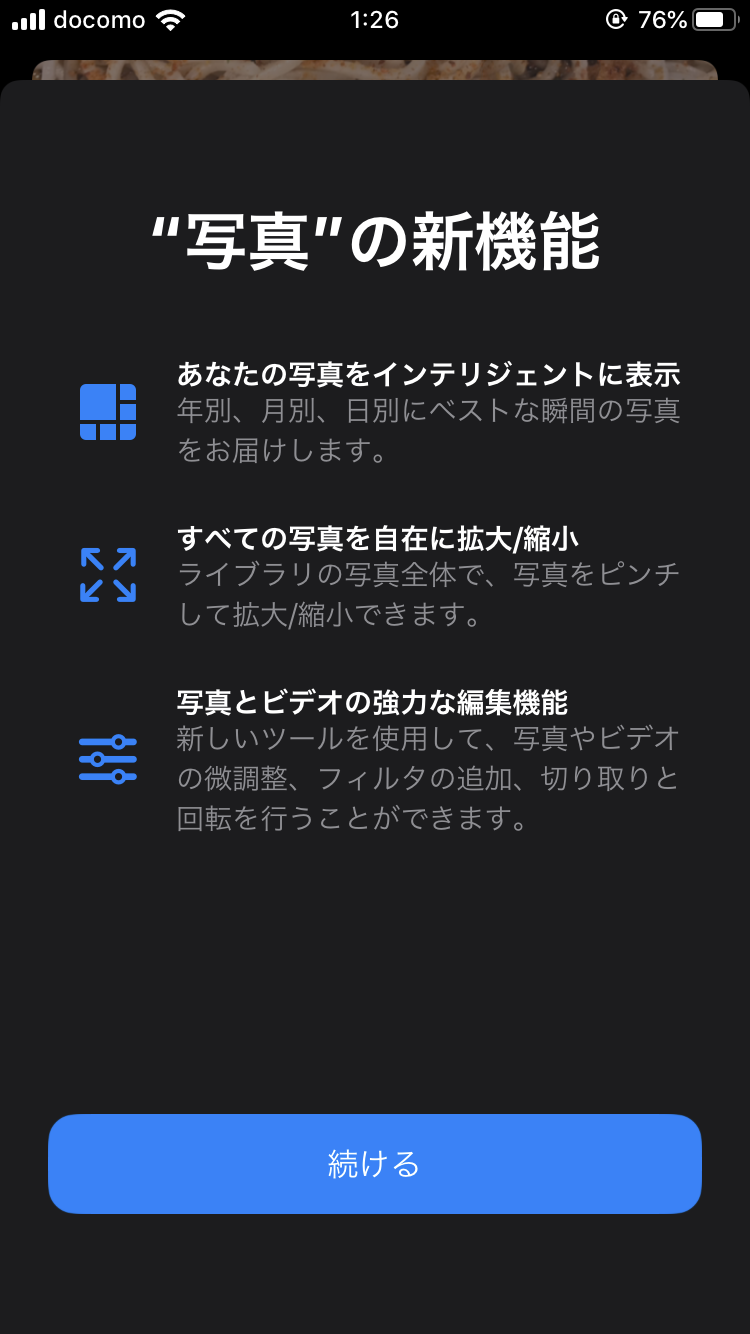 docomo 1:26 76%
“写真”の新機能
あなたの写真をインテリジェントに表示
年別、月別、日別にベストな瞬間の写真
をお届けします。
すべての写真を自在に拡大/縮小
ライブラリの写真全体で、写真をピンチ
して拡大/縮小できます。
写真とビデオの強力な編集機能
新しいツールを使用して、写真やビデオ
の微調整、フィルタの追加、切り取りと
回転を行うことができます。
続ける